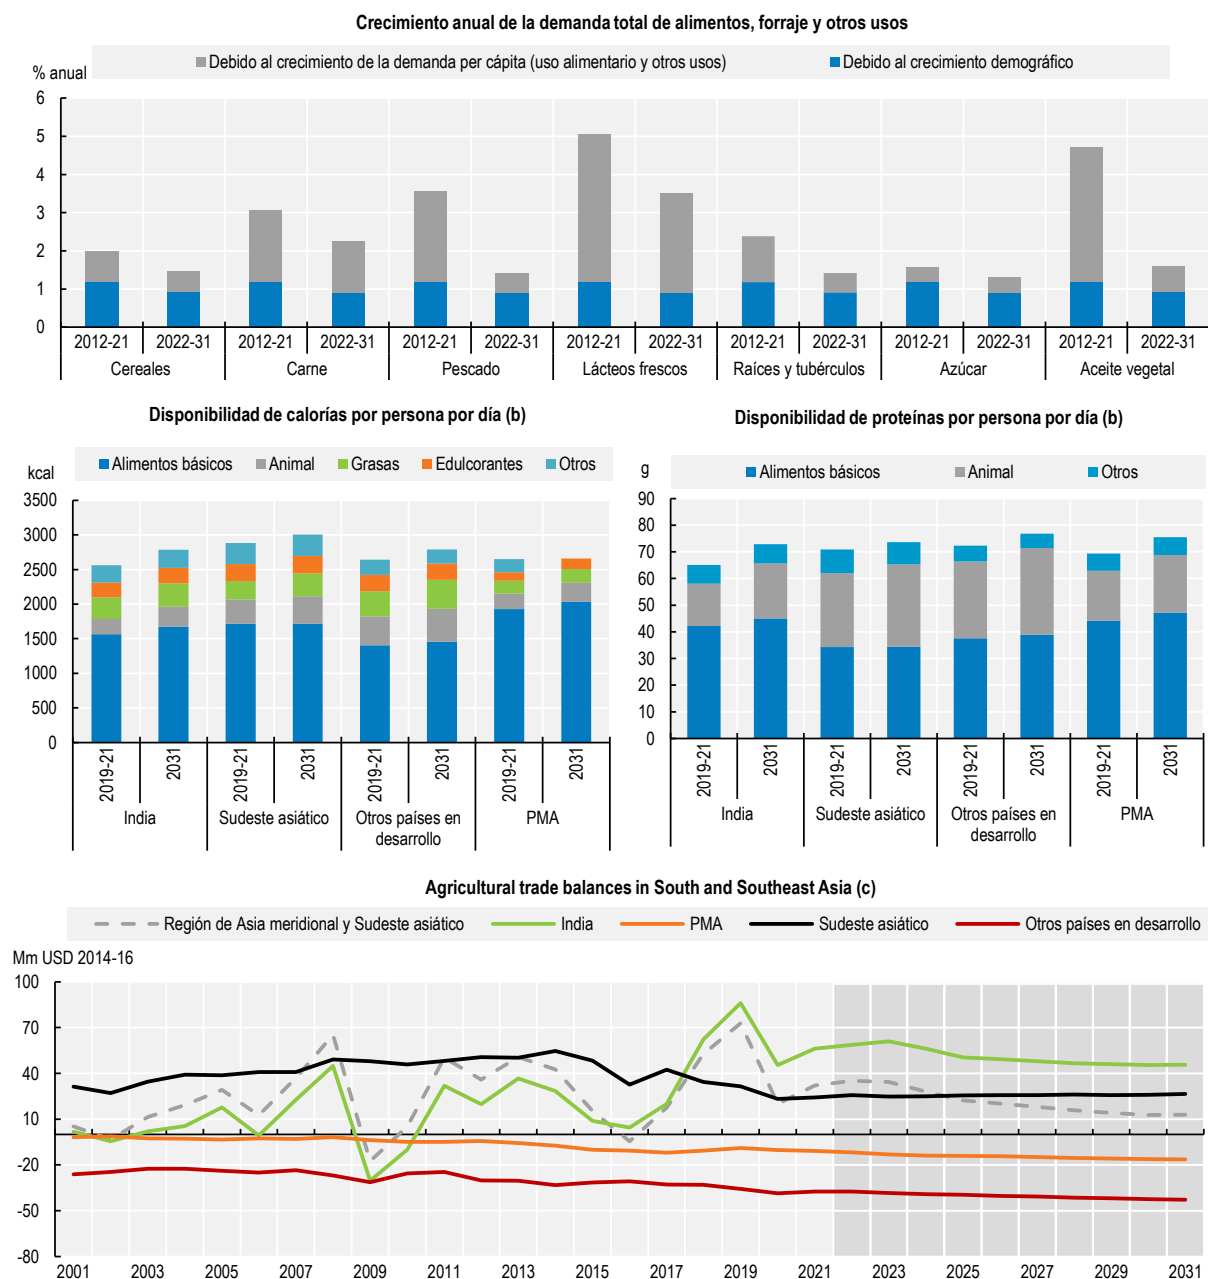 Crecimiento anual de la demanda total de alimentos, forraje y otros usos
Debido al crecimiento de la demanda per cápita (uso alimentario y otros usos) Debido al crecimiento demográfico
% anual
6
5
4
3
2
1
0
2012-21 2022-31 2012-21 2022-31 2012-21 2022-31 2012-21 2022-31 2012-21 2022-31 2012-21 2022-31 2012-21 2022-31
Cereales Carne Pescado Lácteos frescos Raíces y tubérculos Azúcar Aceite vegetal
Disponibilidad de calorías por persona por día (b)
kcal
Alimentos básicos Animal Grasas Edulcorantes Otros
3500
3000
2500
2000
1500
1000
500
0
2019-21 2031 2019-21 2031 2019-21 2031 2019-21 2031
India Sudeste asiático Otros países en desarrollo PMA
Disponibilidad de proteínas por persona por día (b)
g
Alimentos básicos Animal Otros
90
80
70
60
50
40
30
20
10
0
2019-21 2031 2019-21 2031 2019-21 2031 2019-21 2031
India Sudeste asiático Otros países en desarrollo PMA
Agricultural trade balances in South and Southeast Asia (c)
Región de Asia meridional y Sudeste asiático India PMA Sudeste asiático Otros países en desarrollo
Mm USD 2014-16
100
70
40
10
-20
-50
-80
2001 2003 2005 2007 2009 2011 2013 2015 2017 2019 2021 2023 2025 2027 2029 2031